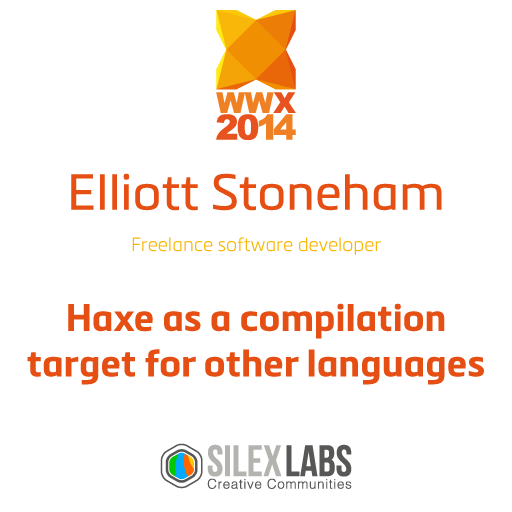 WWX
2014
Elliott Stoneham
Freelance software developer
Haxe as a compilation
target for other languages
SILEX LABS
Creative Communities